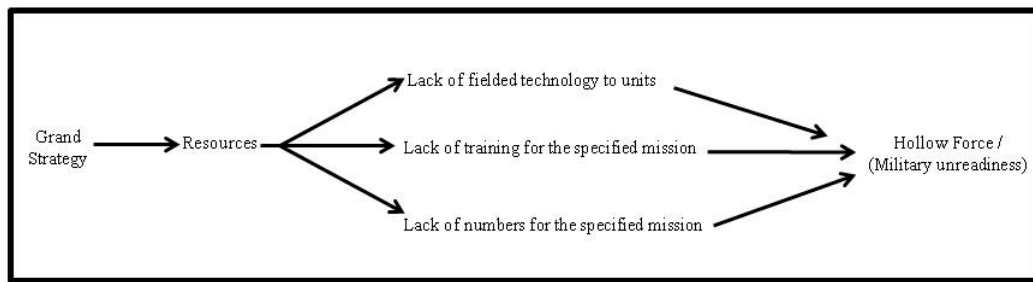 Grand
Strategy
Resources
Lack of fielded technology to units
Lack of training for the specified mission
Lack of numbers for the specified mission
Hollow Force /
(Military unreadiness)